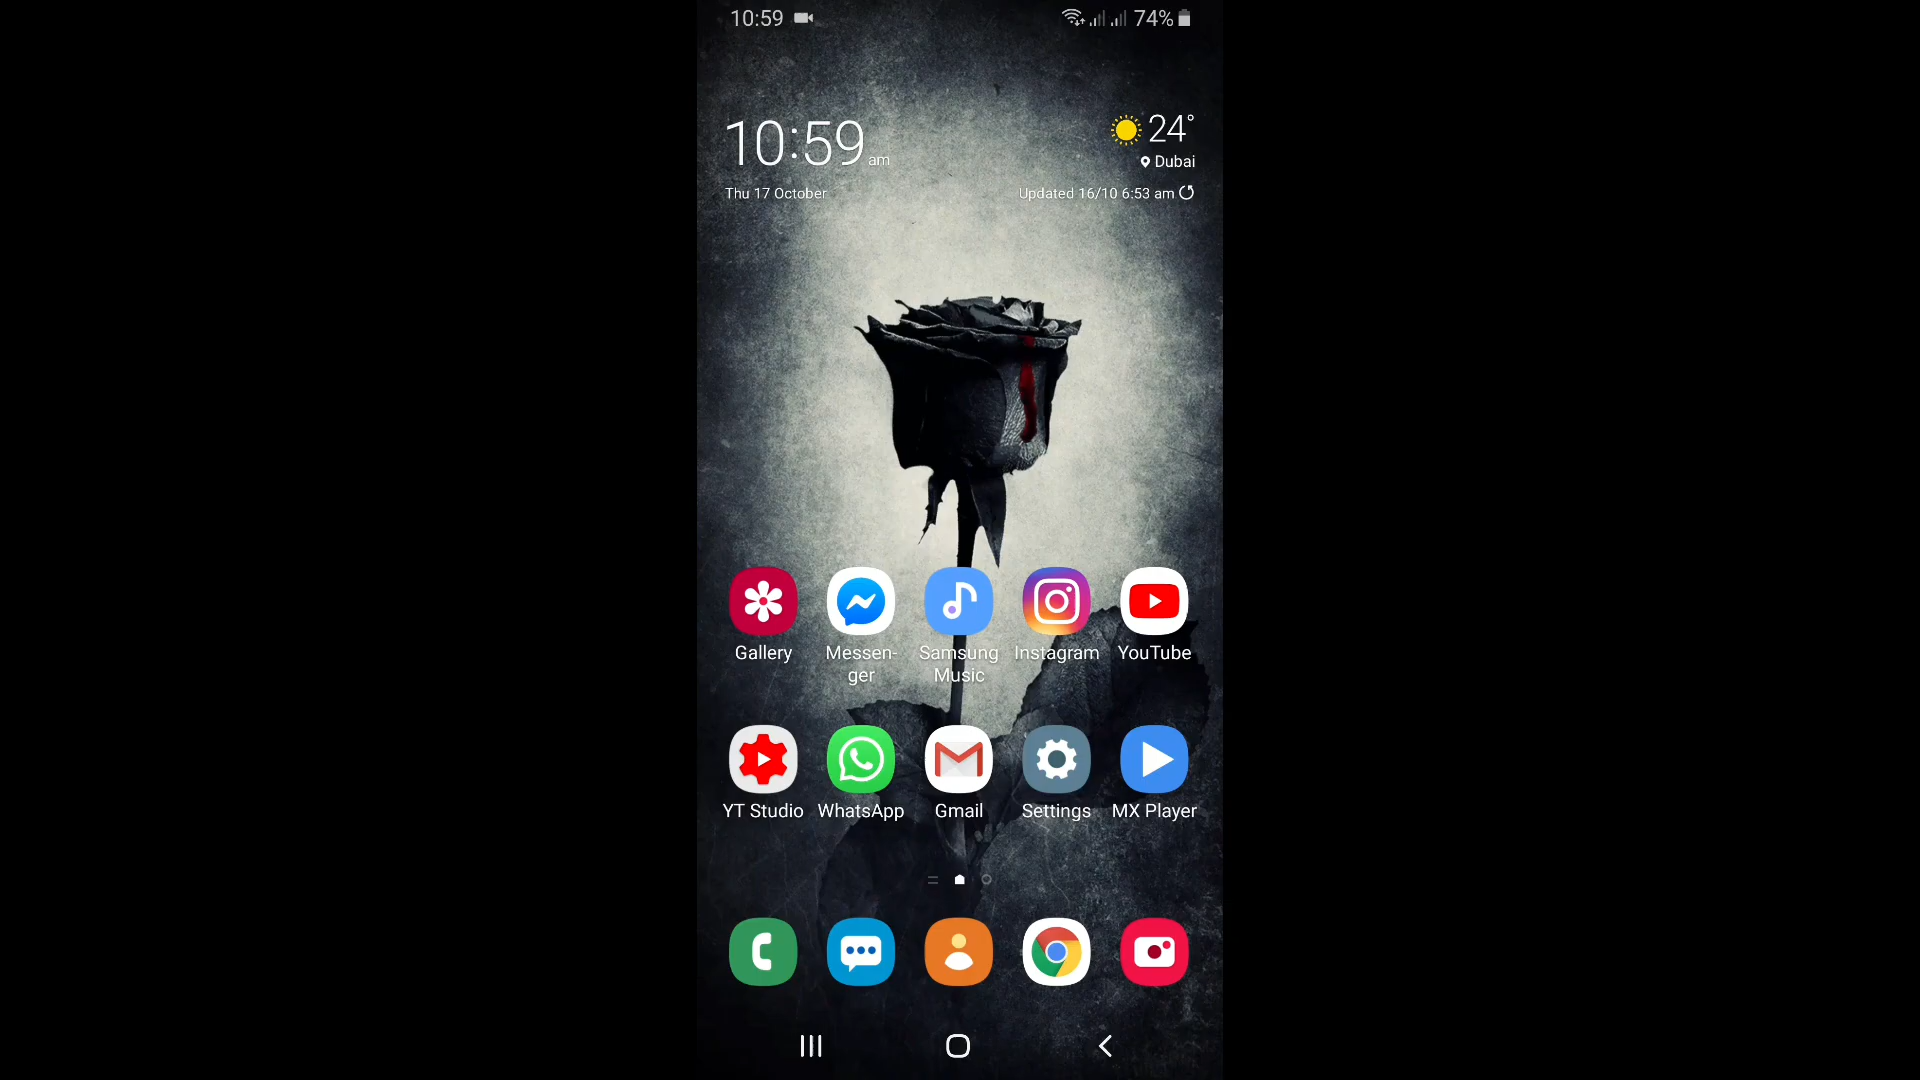 10:59
74%
10:59 am
24°
Dubai
Thu 17 October
Updated 16/10 6:53 am
Gallery
Messen-
ger
Samsung
Music
Instagram
YouTube
YT Studio
WhatsApp
Gmail
Settings
MX Player